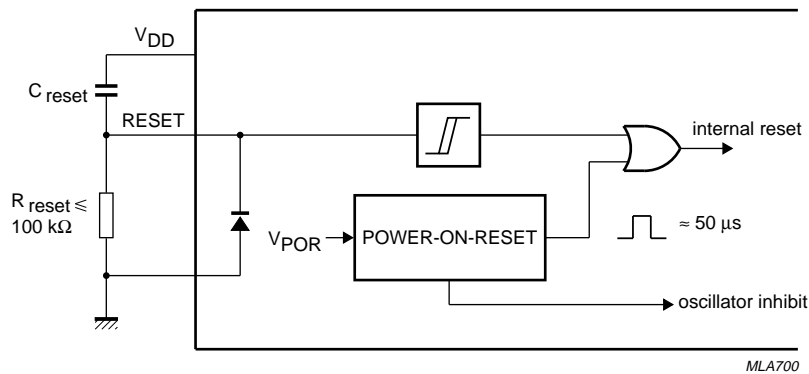 VDD
C reset
RESET
internal reset
R reset ≤
100 kΩ
VPOR
POWER-ON-RESET
≈ 50 µs
oscillator inhibit
MLA700